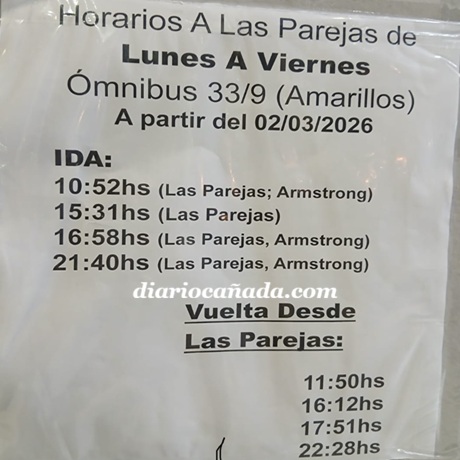 Horarios A Las Parejas de
Lunes A Viernes
Ómnibus 33/9 (Amarillos)
A partir del 02/03/2026
IDA:
10:52hs (Las Parejas; Armstrong)
15:31hs (Las Parejas)
16:58hs (Las Parejas, Armstrong)
21:40hs (Las Parejas, Armstrong)
diariocañada.com
Vuelta Desde
Las Parejas:
11:50hs
16:12hs
17:51hs
22:28hs